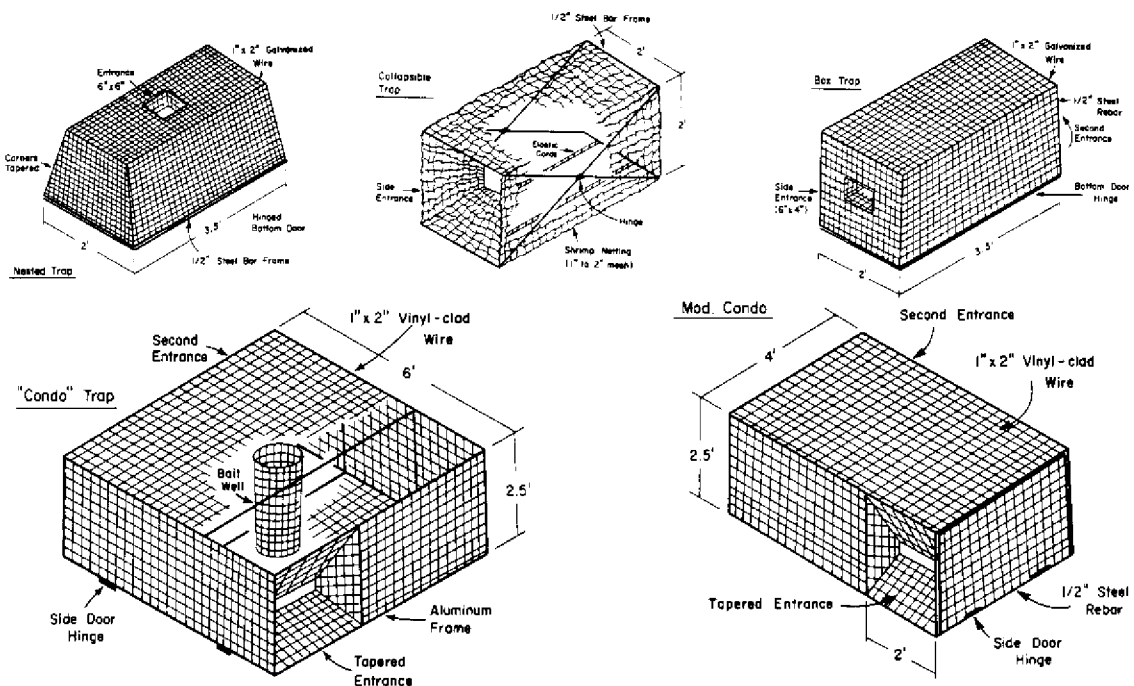 1"x 2" Galvanized
Wire
Entrance
6"x6"
Corners
Tapered
2'
3.5'
Hinged
Bottom Door
1/2" Steel Bar Frame
Nested Trap
1/2" Steel Bar Frame
2'
2'
Collapsible
Trap
Elastic
Cords
Side
Entrance
Hinge
Shrimp Netting
(1" to 2" mesh)
Box Trap
1"x 2" Galvanized
Wire
1/2" Steel
Rebar
Second
Entrance
Side
Entrance
(6"x4")
Bottom Door
Hinge
2'
3.5'
"Condo" Trap
Second
Entrance
1"x 2" Vinyl-clad
Wire
6'
Bait
Well
2.5'
Side Door
Hinge
Aluminum
Frame
Tapered
Entrance
Mod. Condo
Second Entrance
4'
1"x 2" Vinyl-clad
Wire
2.5'
Tapered Entrance
2'
1/2" Steel
Rebar
Side Door
Hinge